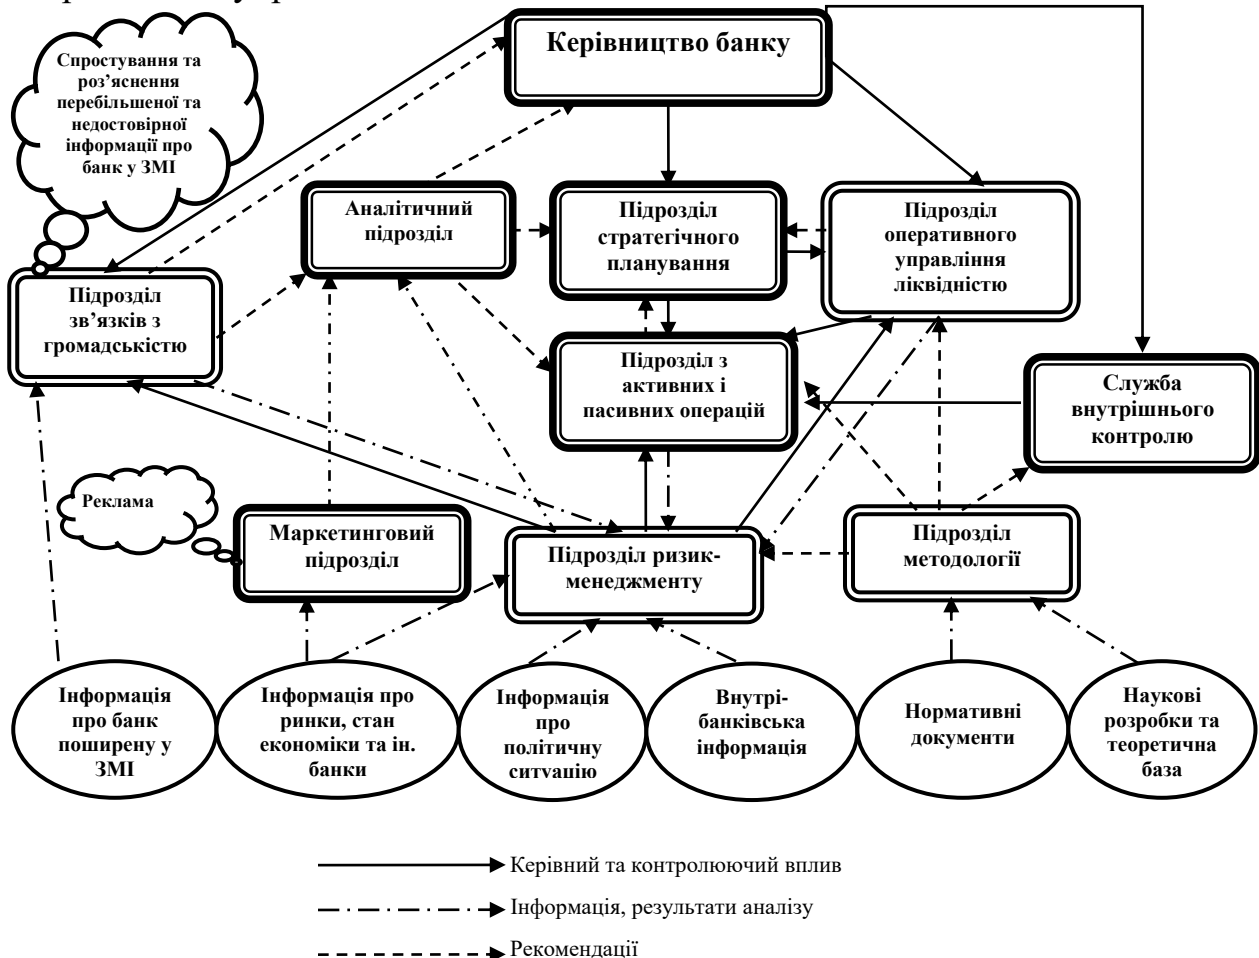 Керівництво банку
Спростування та
роз’яснення
перебільшеної та
недостовірної
інформації про
банк у ЗМІ
Аналітичний
підрозділ
Підрозділ
стратегічного
планування
Підрозділ
оперативного
управління
ліквідністю
Підрозділ
зв’язків з
громадськістю
Підрозділ з
активних і
пасивних операцій
Служба
внутрішнього
контролю
Реклама
Маркетинговий
підрозділ
Підрозділ ризик-
менеджменту
Підрозділ
методології
Інформація
про банк
поширену у
ЗМІ
Інформація про
ринки, стан
економіки та ін.
банки
Інформація
про
політичну
ситуацію
Внутрі-
банківська
інформація
Нормативні
документи
Наукові
розробки та
теоретична
база
Керівний та контролюючий вплив
Інформація, результати аналізу
Рекомендації